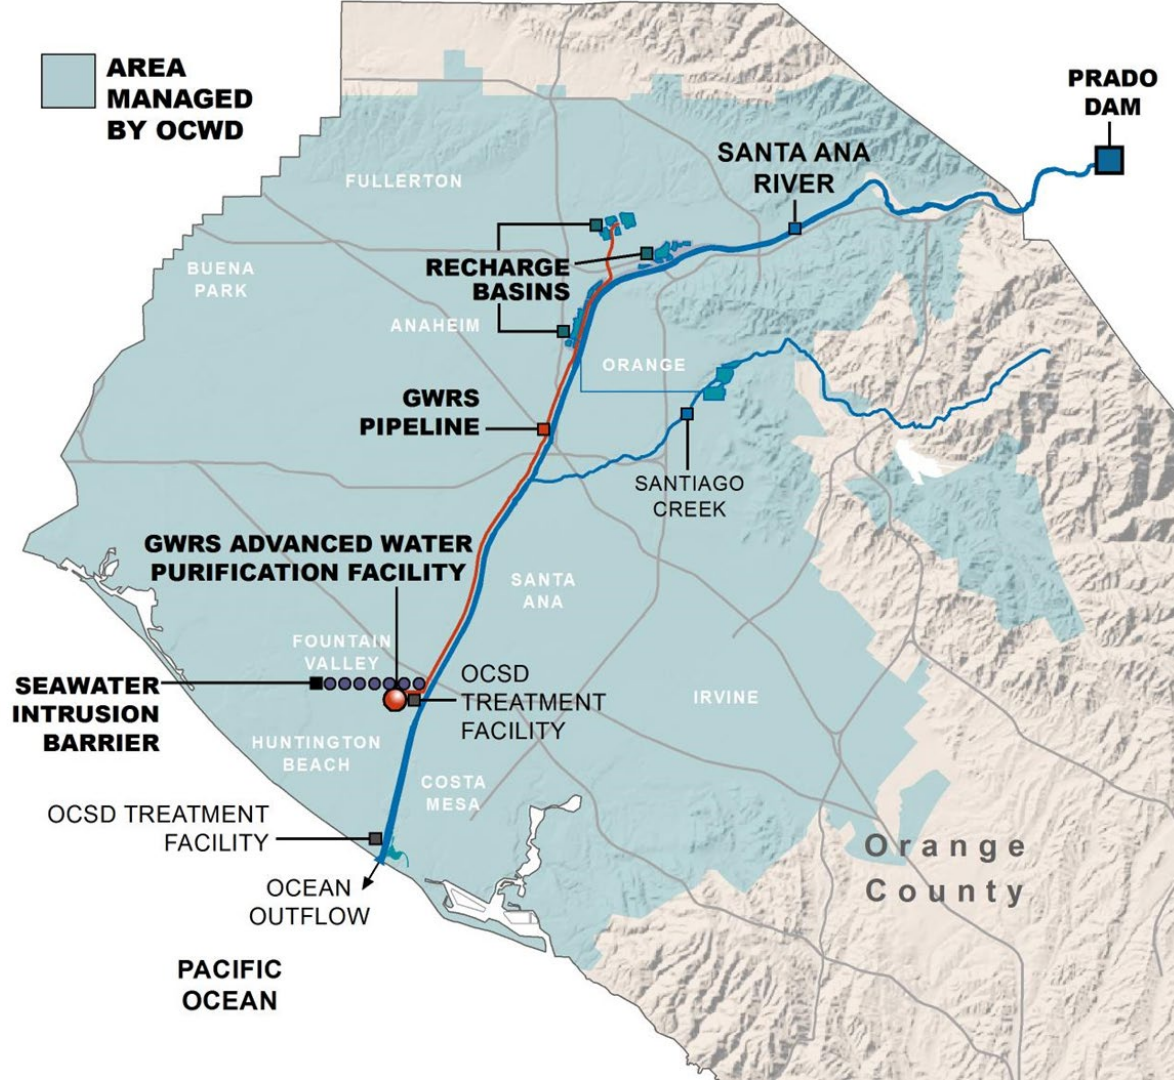 AREA
MANAGED
BY OCWD
PRADO
DAM
SANTA ANA
RIVER
FULLERTON
BUENA
PARK
RECHARGE
BASINS
ANAHEIM
ORANGE
GWRS
PIPELINE
SANTIAGO
CREEK
GWRS ADVANCED WATER
PURIFICATION FACILITY
SANTA
ANA
FOUNTAIN
VALLEY
SEAWATER
INTRUSION
BARRIER
OCSD
TREATMENT
FACILITY
IRVINE
HUNTINGTON
BEACH
COSTA
MESA
OCSD TREATMENT
FACILITY
Orange
County
OCEAN
OUTFLOW
PACIFIC
OCEAN